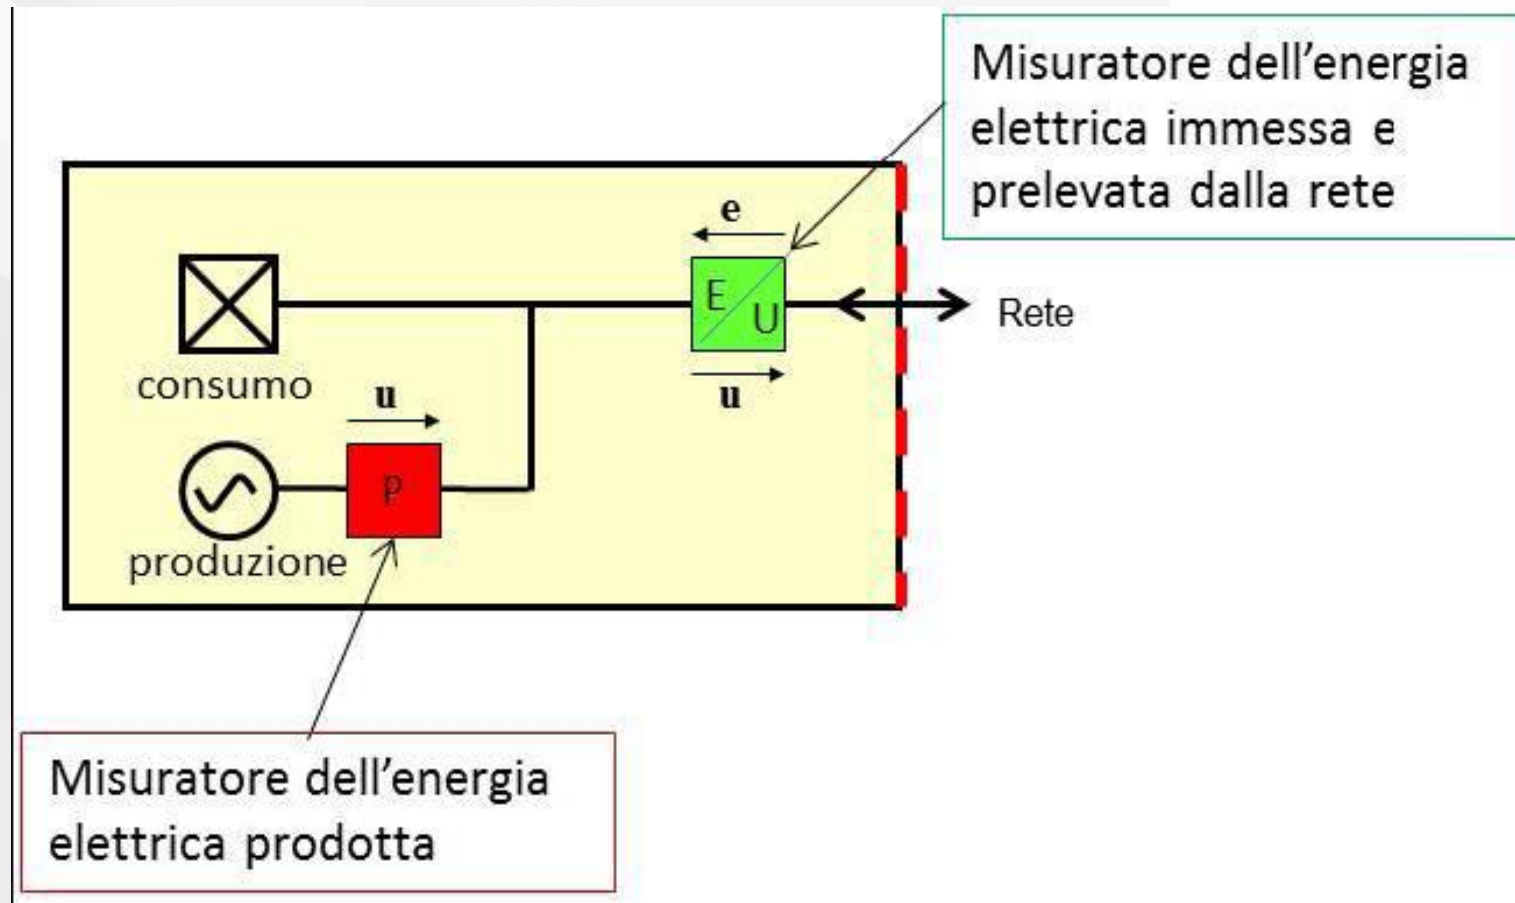 Misuratore dell’energia
elettrica immessa e
prelevata dalla rete
e
E
U
Rete
u
consumo
u
P
produzione
Misuratore dell’energia
elettrica prodotta